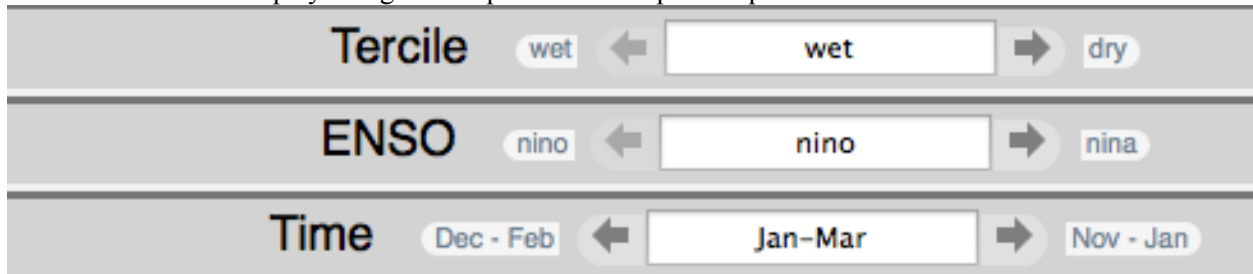 Tercile wet wet dry
ENSO nino nino nina
Time Dec - Feb Jan-Mar Nov - Jan